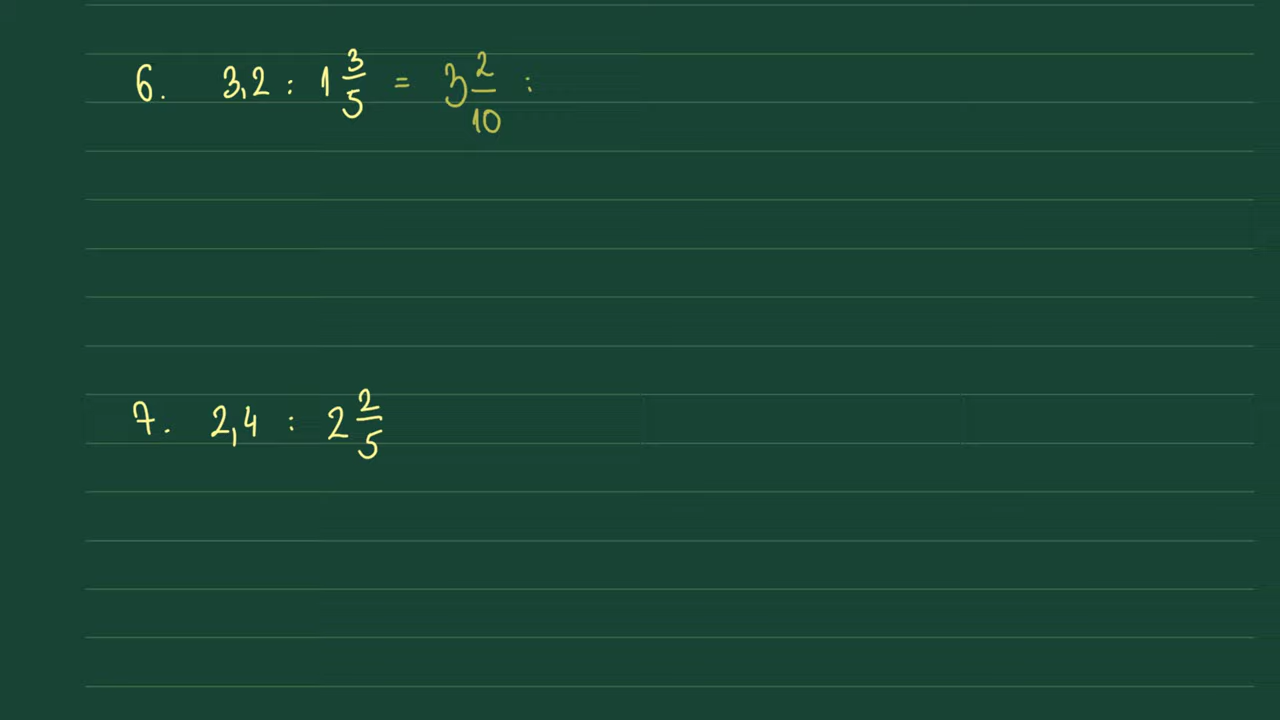 6. 3,2 : 1 3/5 = 3 2/10 :
7. 2,4 : 2 2/5